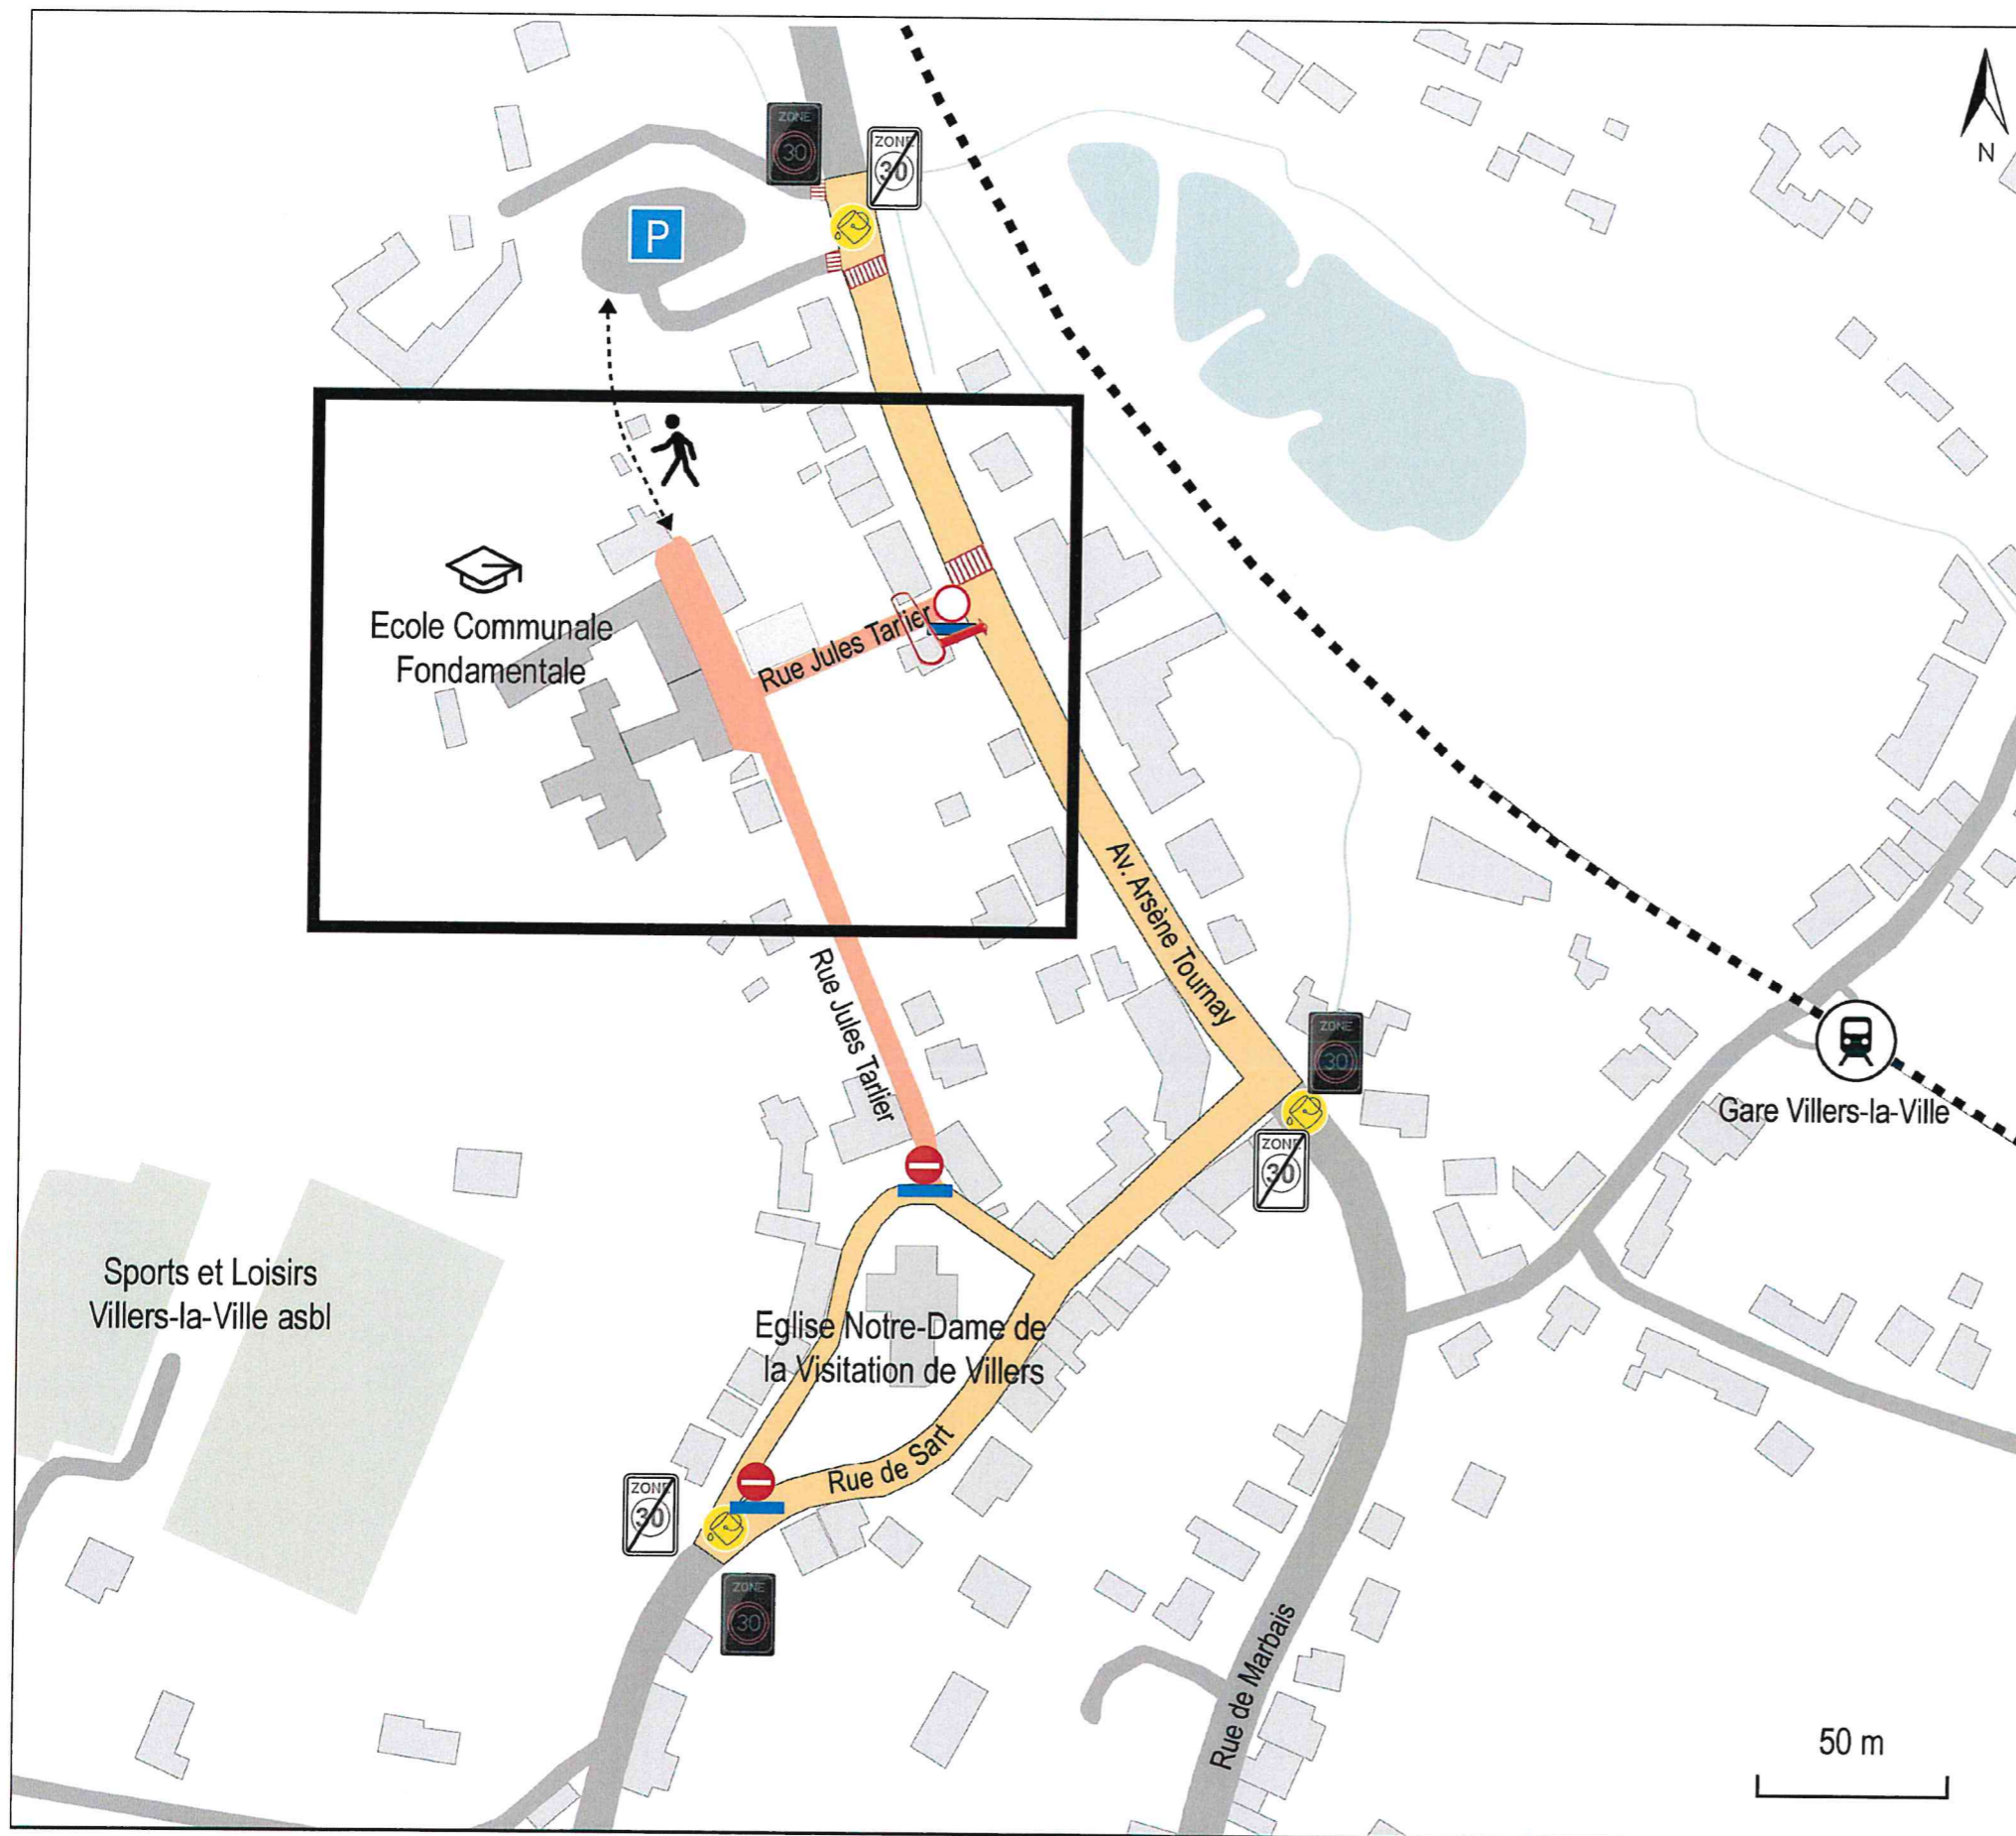 ZONE
30
ZONE
30
N
P
Ecole Communale
Fondamentale
Rue Jules Tarlier
Av. Arsène Tournay
Rue Jules Tarlier
ZONE
30
Gare Villers-la-Ville
ZONE
30
Sports et Loisirs
Villers-la-Ville asbl
Eglise Notre-Dame de
la Visitation de Villers
Rue de Sart
ZONE
30
ZONE
30
Rue de Marbais
50 m